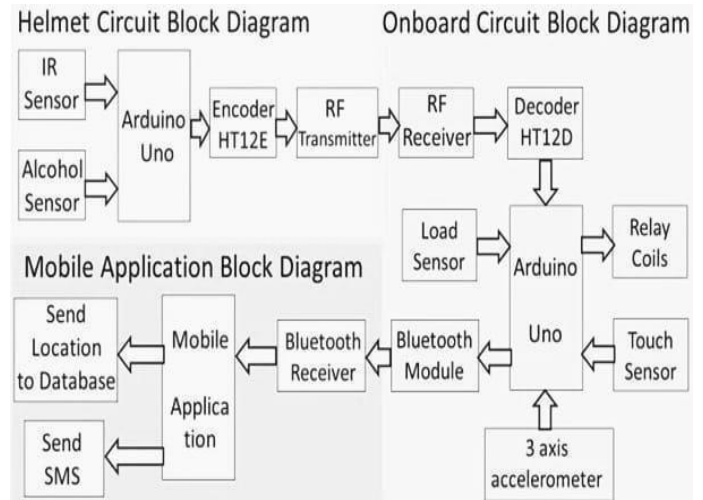 Helmet Circuit Block Diagram
IR
Sensor
Alcohol
Sensor
Arduino
Uno
Encoder
HT12E
RF
Transmitter
Onboard Circuit Block Diagram
RF
Receiver
Decoder
HT12D
Load
Sensor
Arduino
Uno
Relay
Coils
Touch
Sensor
3 axis
accelerometer
Bluetooth
Module
Mobile Application Block Diagram
Bluetooth
Receiver
Mobile
Applica
tion
Send
Location
to Database
Send
SMS